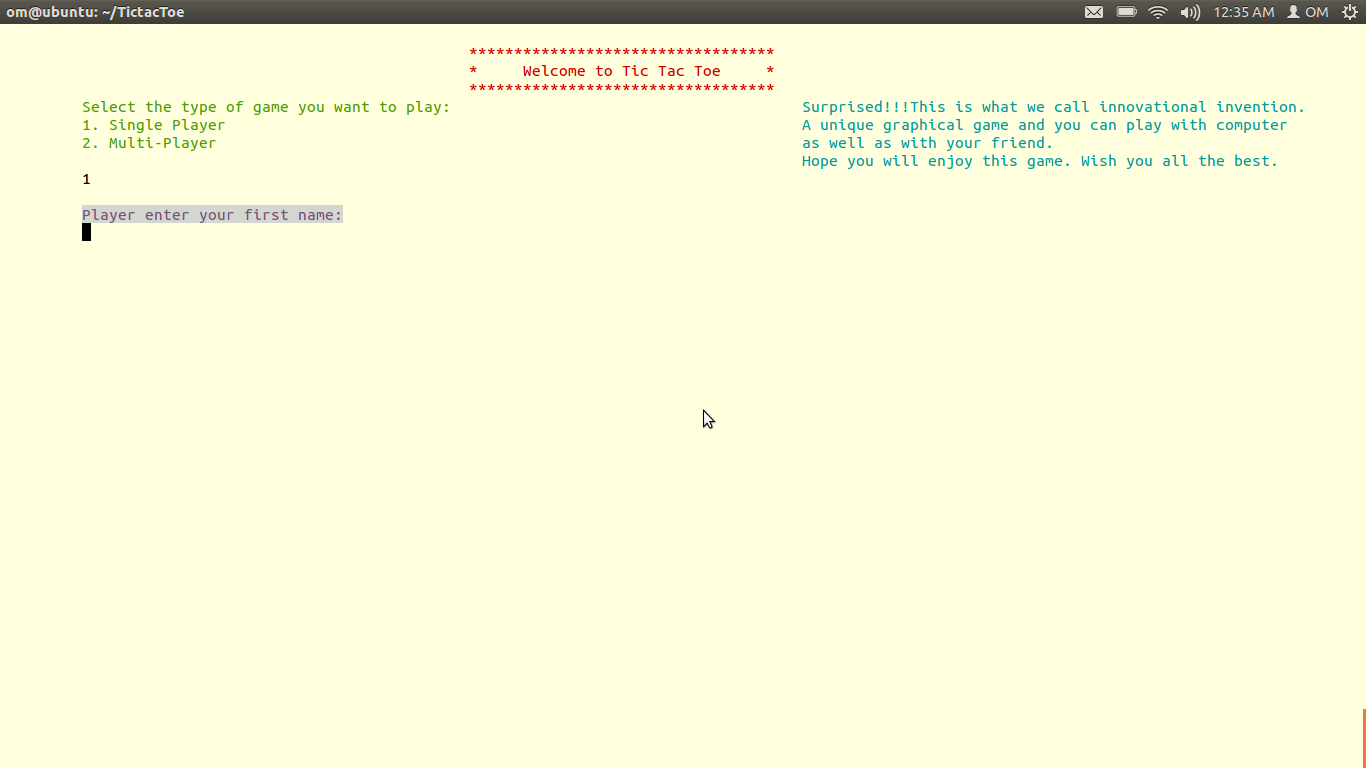 om@ubuntu: ~/TictacToe
12:35 AM
OM
**********************************
* Welcome to Tic Tac Toe *
**********************************
Select the type of game you want to play:
1. Single Player
2. Multi-Player
1
Player enter your first name:
Surprised!!!This is what we call innovational invention.
A unique graphical game and you can play with computer
as well as with your friend.
Hope you will enjoy this game. Wish you all the best.